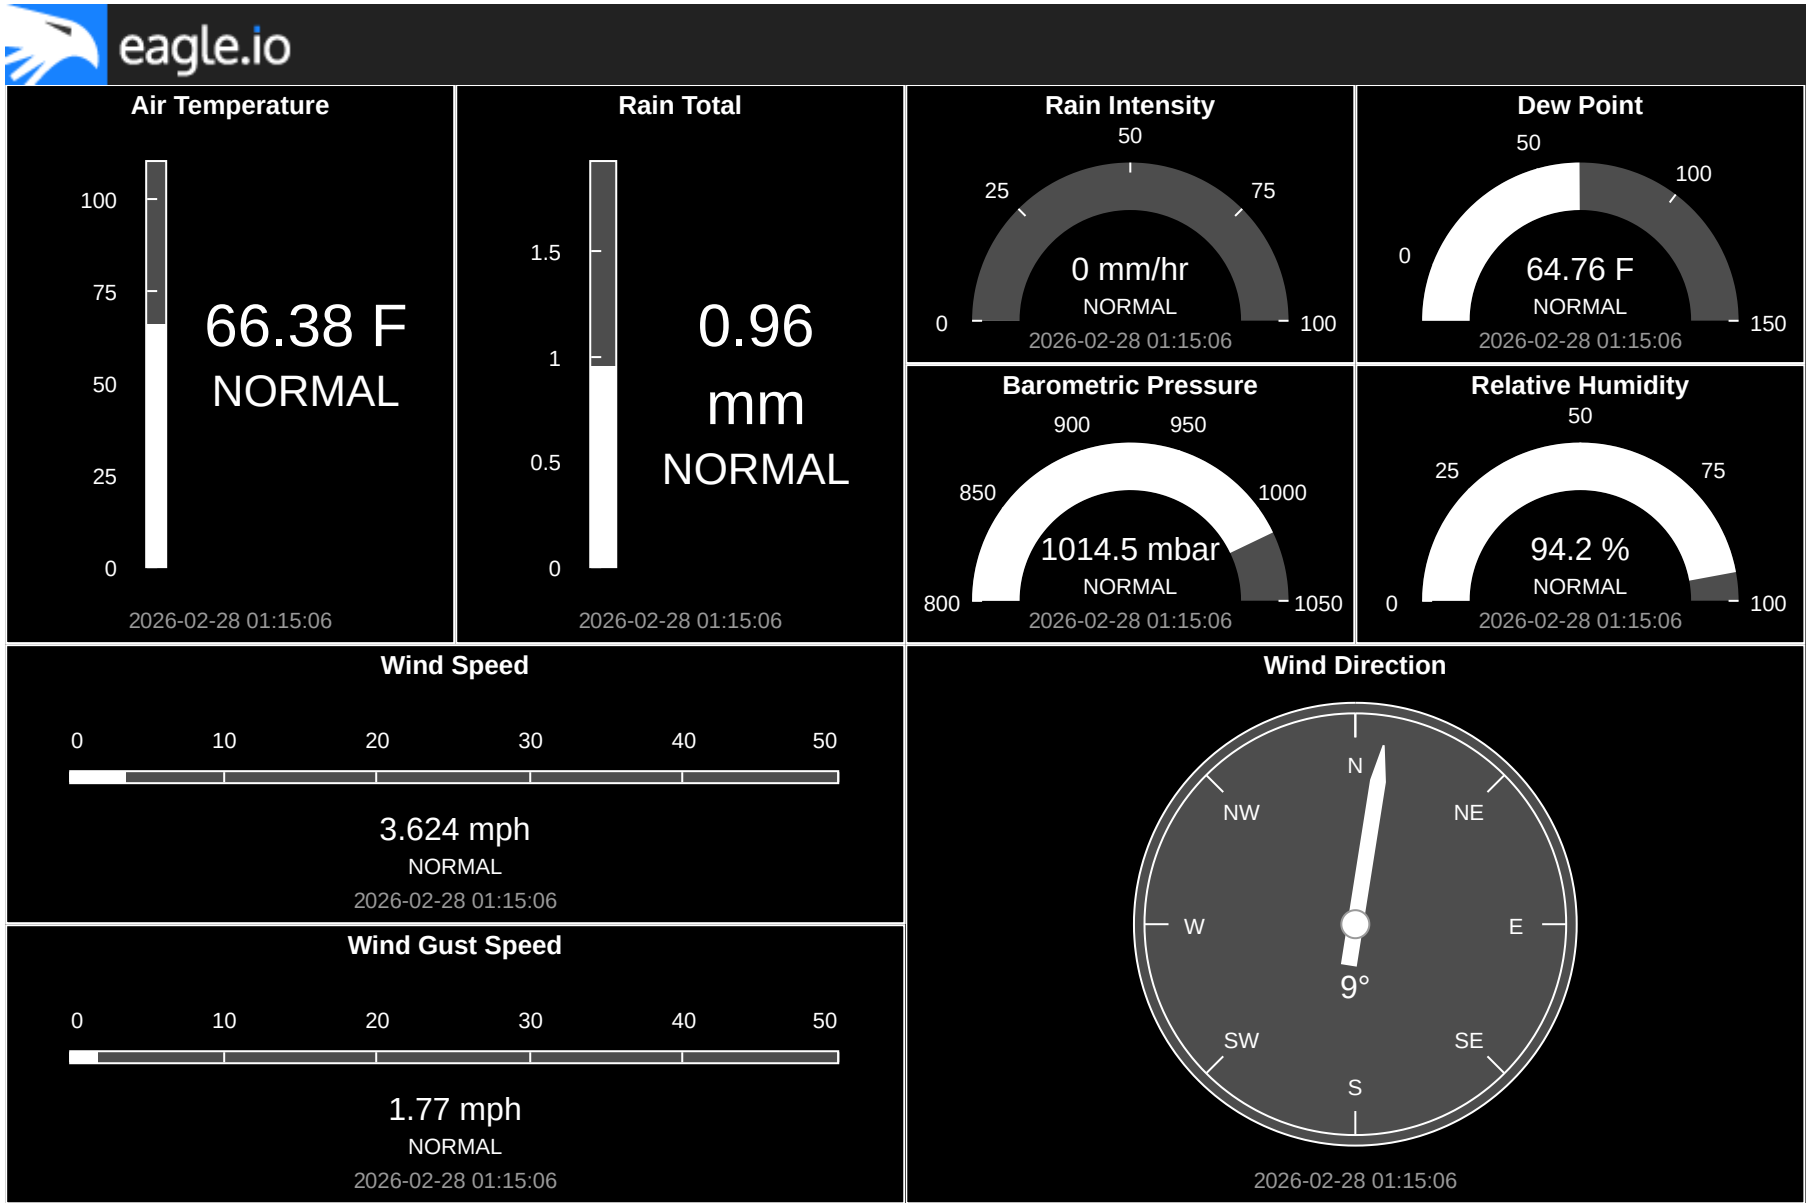 eagle.io
Air Temperature
100
75
50
25
0
66.38 F
NORMAL
2026-02-28 01:15:06
Rain Total
1.5
1
0.5
0
0.96
mm
NORMAL
2026-02-28 01:15:06
Rain Intensity
50
25
75
0
100
0 mm/hr
NORMAL
2026-02-28 01:15:06
Dew Point
50
100
0
150
64.76 F
NORMAL
2026-02-28 01:15:06
Barometric Pressure
900
950
850
1000
800
1050
1014.5 mbar
NORMAL
2026-02-28 01:15:06
Relative Humidity
50
25
75
0
100
94.2 %
NORMAL
2026-02-28 01:15:06
Wind Speed
0 10 20 30 40 50
3.624 mph
NORMAL
2026-02-28 01:15:06
Wind Gust Speed
0 10 20 30 40 50
1.77 mph
NORMAL
2026-02-28 01:15:06
Wind Direction
N
NW
NE
W
E
9°
SW
SE
S
2026-02-28 01:15:06